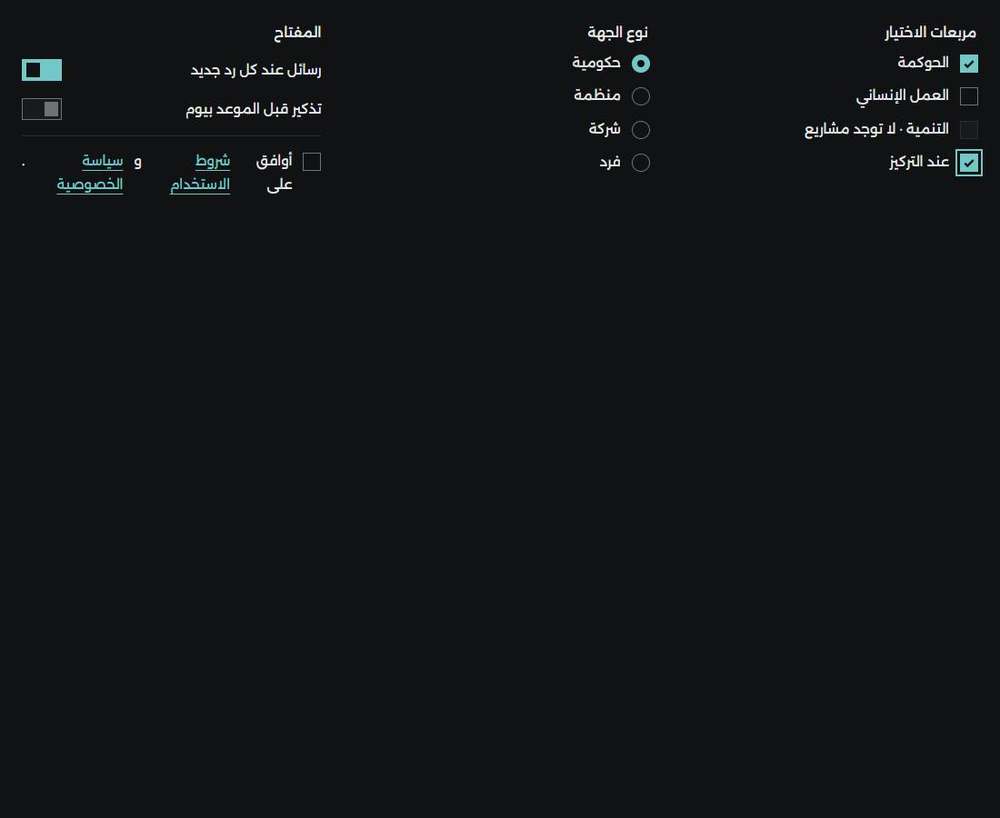 مربعات الاختيار
الحوكمة
العمل الإنساني
التنمية · لا توجد مشاريع
عند التركيز
نوع الجهة
حكومية
منظمة
شركة
فرد
المفتاح
رسائل عند كل رد جديد
تذكير قبل الموعد بيوم
أوافق على
شروط الاستخدام
و
سياسة الخصوصية
.